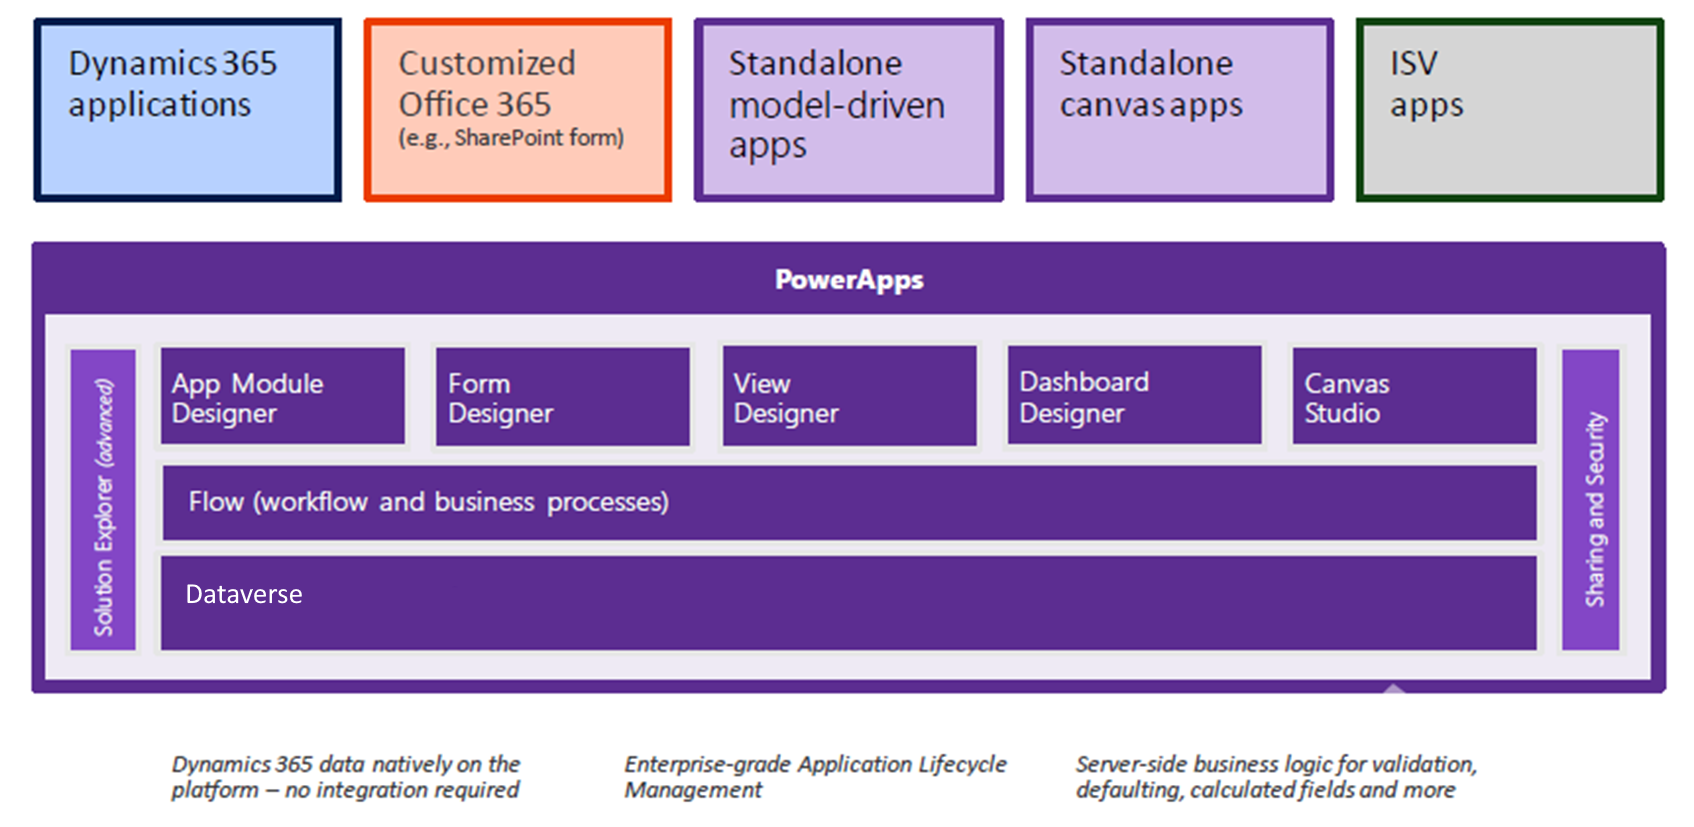 Dynamics 365
applications
Customized
Office 365
(e.g., SharePoint form)
Standalone
model-driven
apps
Standalone
canvas apps
ISV
apps
PowerApps
Solution Explorer (advanced)
App Module
Designer
Form
Designer
View
Designer
Dashboard
Designer
Canvas
Studio
Sharing and Security
Flow (workflow and business processes)
Dataverse
Dynamics 365 data natively on the
platform – no integration required
Enterprise-grade Application Lifecycle
Management
Server-side business logic for validation,
defaulting, calculated fields and more